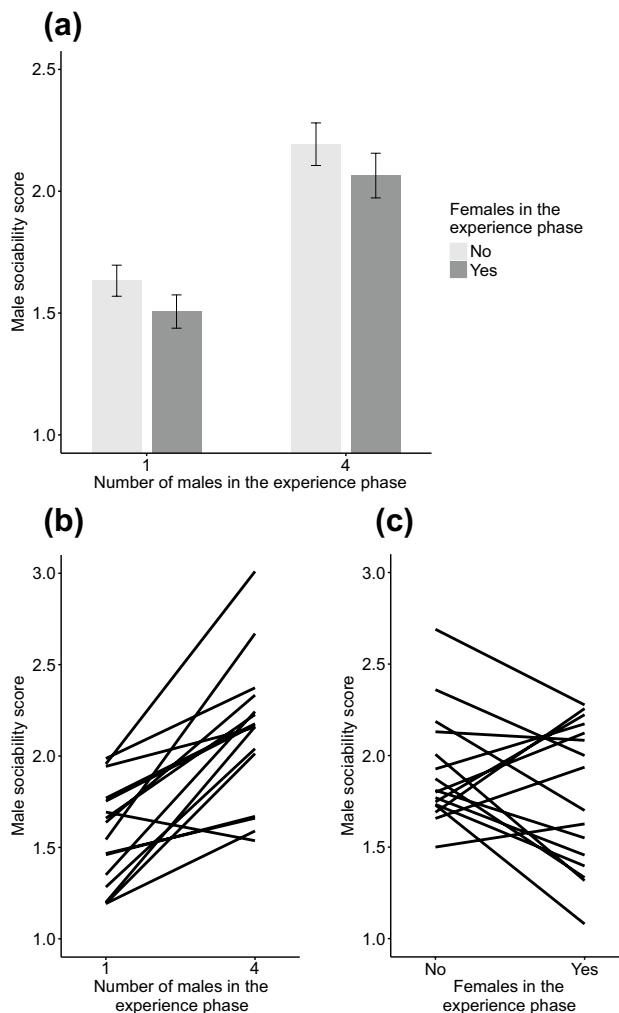 (a)
2.5
2.0
1.5
1.0
Male sociability score
1
4
Number of males in the experience phase
Females in the
experience phase
No
Yes
(b)
3.0
2.5
2.0
1.5
1.0
Male sociability score
1
4
Number of males in the
experience phase
(c)
3.0
2.5
2.0
1.5
1.0
Male sociability score
No
Yes
Females in the
experience phase